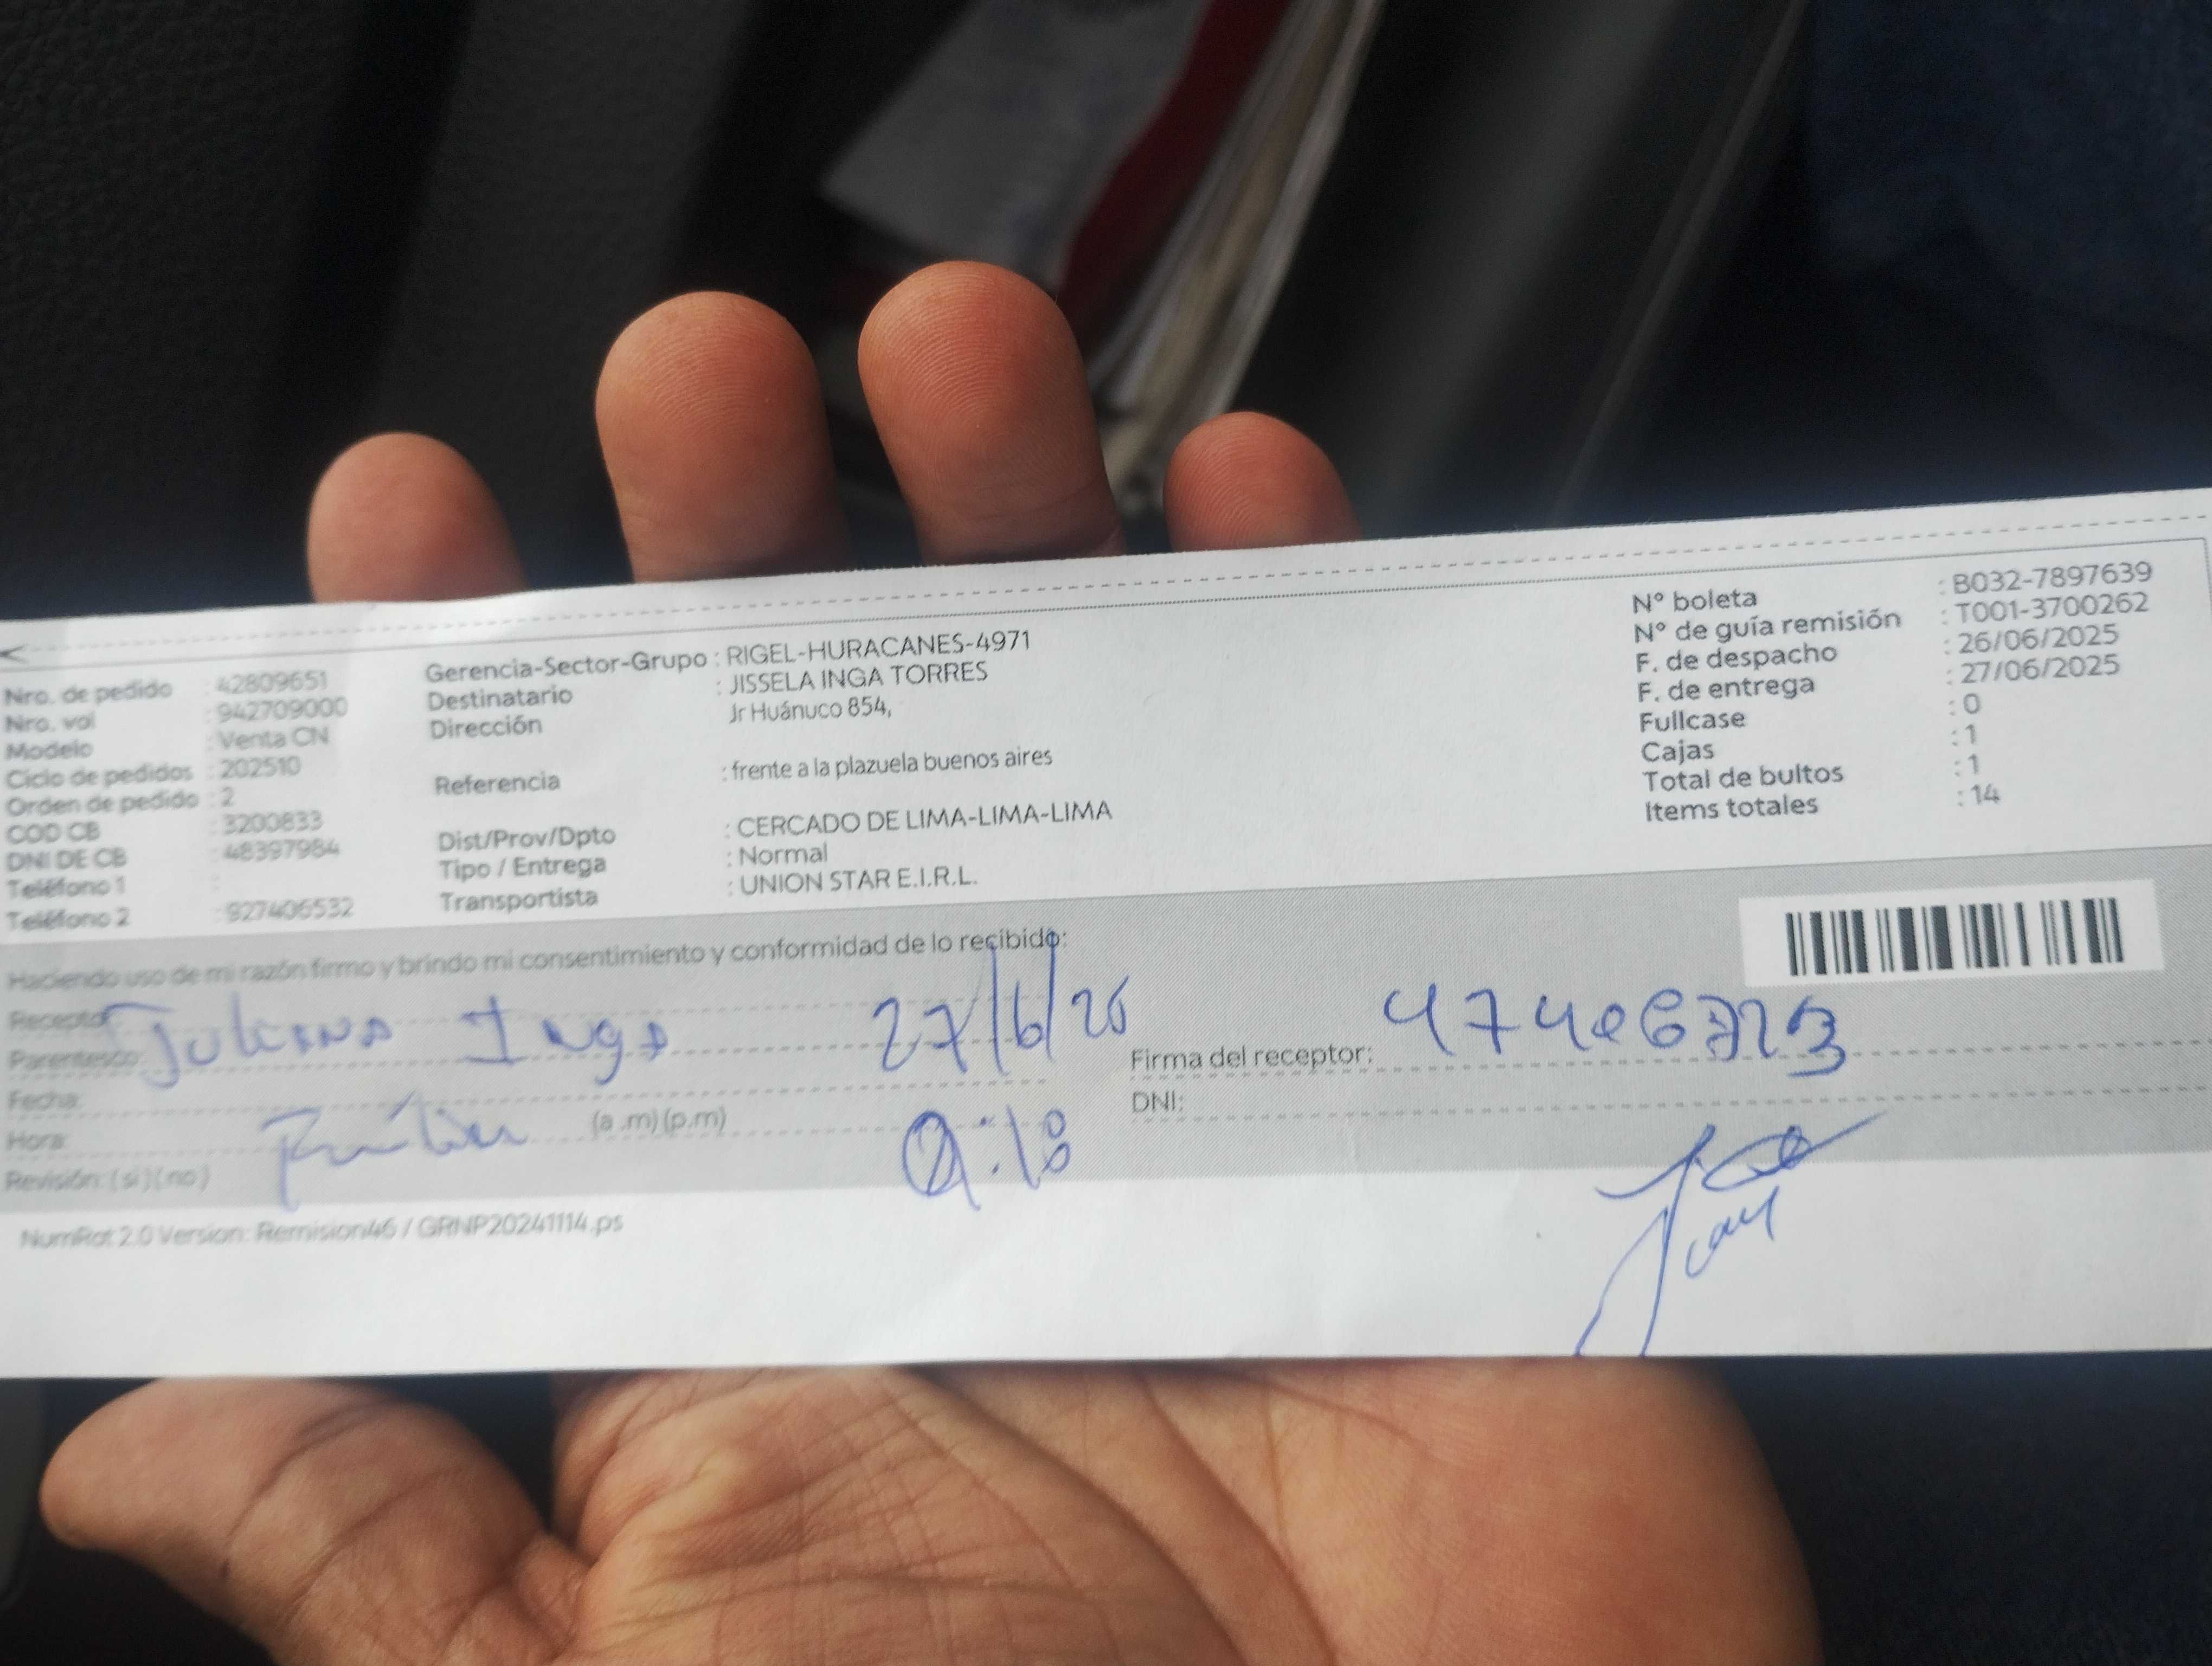 Nro. de pedido : 42809651
Nro. vol : 942709000
Modelo : Venta CN
Ciclo de pedidos : 202510
Orden de pedido : 2
COD CB : 3200833
DNI DE CB : 48397984
Teléfono 1 :
Teléfono 2 : 927406532
Gerencia-Sector-Grupo : RIGEL-HURACANES-4971
Destinatario : JISSELA INGA TORRES
Dirección Jr Huánuco 854,
Referencia : frente a la plazuela buenos aires
Dist/Prov/Dpto : CERCADO DE LIMA-LIMA-LIMA
Tipo / Entrega : Normal
Transportista : UNION STAR E.I.R.L.
N° boleta : B032-7897639
N° de guía remisión : T001-3700262
F. de despacho : 26/06/2025
F. de entrega : 27/06/2025
Fullcase : 0
Cajas : 1
Total de bultos : 1
Items totales : 14
Haciendo uso de mi razón firmo y brindo mi consentimiento y conformidad de lo recibido:
Receptor
Parentesco:
Fecha:
Hora: (a .m) (p.m)
Revisión: ( si ) ( no )
Inga
27/6/25
:18
Firma del receptor:
DNI:
NumRot 2.0 Version: Remision46 / GRNP20241114.ps